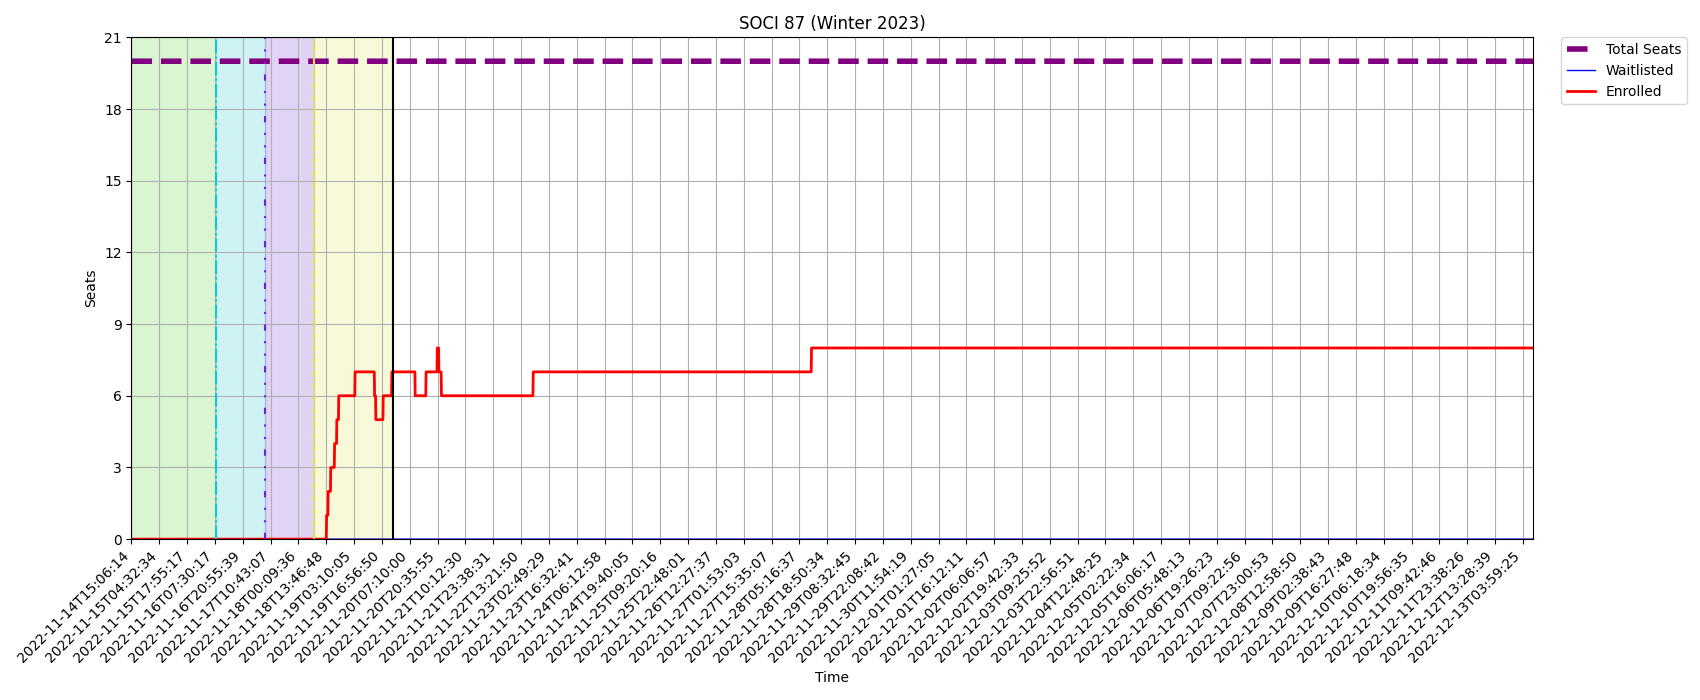 SOCI 87 (Winter 2023)
Total Seats
Waitlisted
Enrolled
Seats
21
18
15
12
9
6
3
0
2022-11-14T15:06:14
2022-11-15T04:32:34
2022-11-15T17:55:17
2022-11-16T07:30:17
2022-11-16T20:55:39
2022-11-17T10:43:07
2022-11-18T00:09:36
2022-11-18T13:46:48
2022-11-19T03:10:05
2022-11-19T16:56:50
2022-11-20T07:10:00
2022-11-20T20:35:55
2022-11-21T10:12:30
2022-11-21T23:38:31
2022-11-22T13:21:50
2022-11-23T02:49:29
2022-11-23T16:32:41
2022-11-24T06:12:58
2022-11-24T19:40:05
2022-11-25T09:20:16
2022-11-25T22:48:01
2022-11-26T12:27:37
2022-11-27T01:53:03
2022-11-27T15:35:07
2022-11-28T05:16:37
2022-11-28T18:50:34
2022-11-29T08:32:45
2022-11-29T22:08:42
2022-11-30T11:54:19
2022-12-01T01:27:05
2022-12-01T16:12:11
2022-12-02T06:06:57
2022-12-02T19:42:33
2022-12-03T09:25:52
2022-12-03T22:56:51
2022-12-04T12:48:25
2022-12-05T02:22:34
2022-12-05T16:06:17
2022-12-06T05:48:13
2022-12-06T19:26:23
2022-12-07T09:22:56
2022-12-07T23:00:53
2022-12-08T12:58:50
2022-12-09T02:38:43
2022-12-09T16:27:48
2022-12-10T06:18:34
2022-12-10T19:56:35
2022-12-11T09:42:46
2022-12-11T23:38:26
2022-12-12T13:28:39
2022-12-13T03:59:25
Time